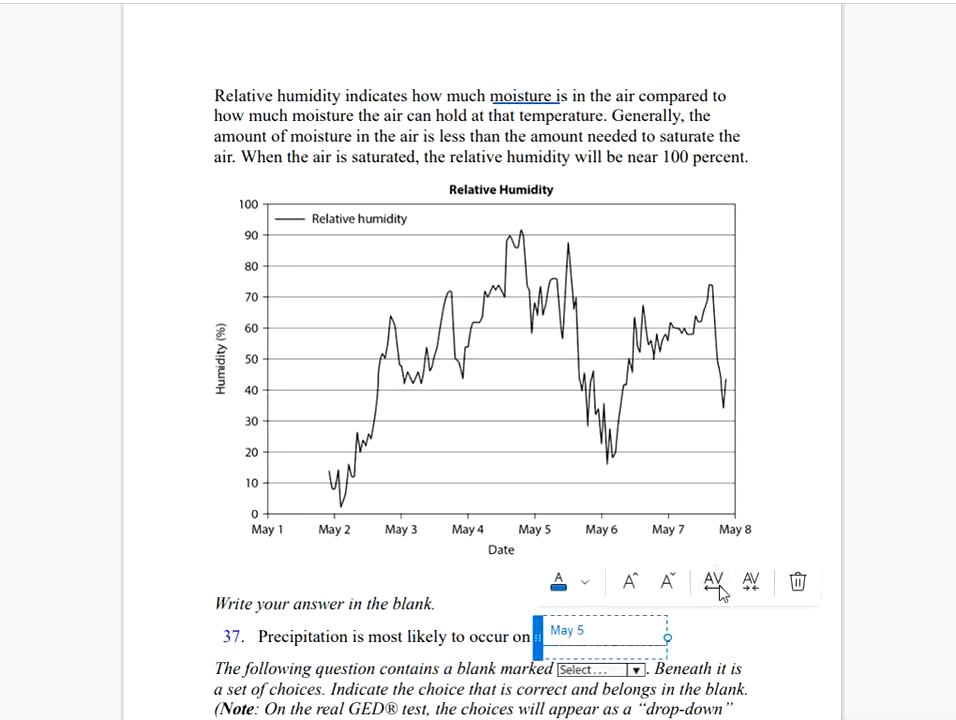 Relative humidity indicates how much moisture is in the air compared to
how much moisture the air can hold at that temperature. Generally, the
amount of moisture in the air is less than the amount needed to saturate the
air. When the air is saturated, the relative humidity will be near 100 percent.
Relative Humidity
Relative humidity
100
90
80
70
60
50
40
30
20
10
0
Humidity (%)
May 1 May 2 May 3 May 4 May 5 May 6 May 7 May 8
Date
A A A AV AV
Write your answer in the blank.
37. Precipitation is most likely to occur on May 5
The following question contains a blank marked Select... ▼. Beneath it is
a set of choices. Indicate the choice that is correct and belongs in the blank.
(Note: On the real GED® test, the choices will appear as a “drop-down”